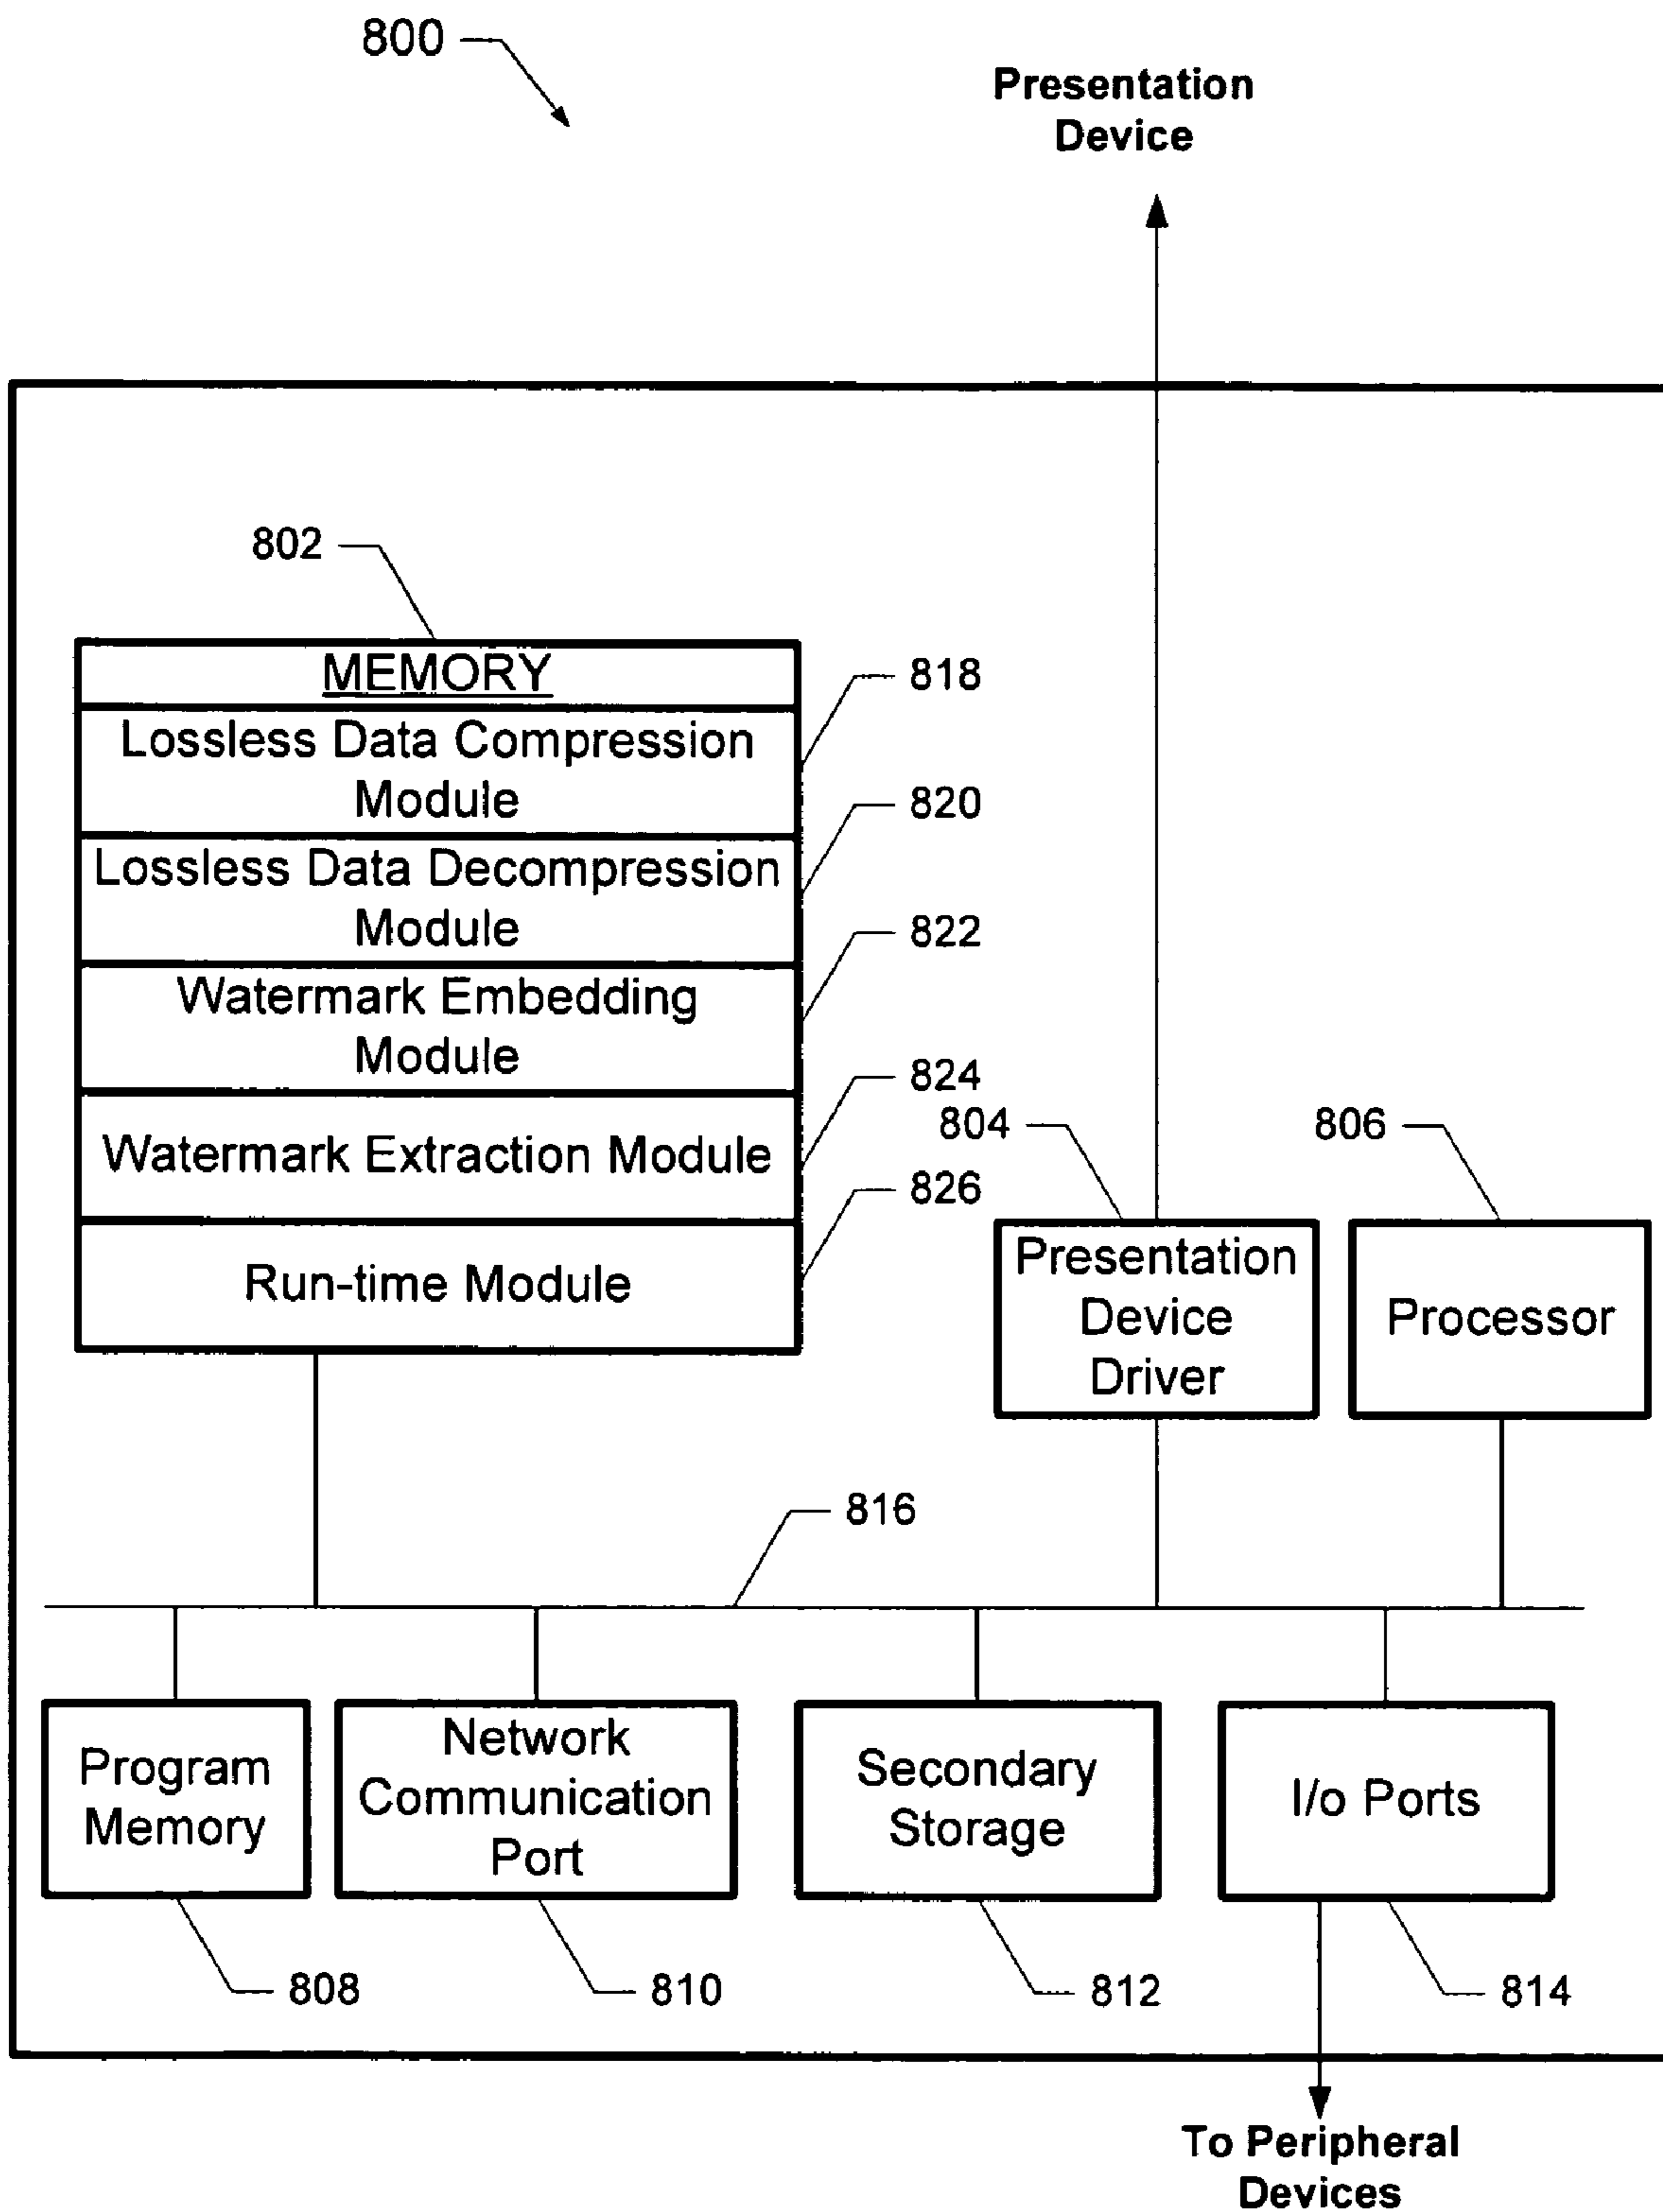 800
Presentation
Device
802
MEMORY
818
Lossless Data Compression
Module
820
Lossless Data Decompression
Module
822
Watermark Embedding
Module
824
Watermark Extraction Module
826
Run-time Module
804
806
Presentation
Device
Driver
Processor
816
Program
Memory
Network
Communication
Port
Secondary
Storage
I/o Ports
808
810
812
814
To Peripheral
Devices